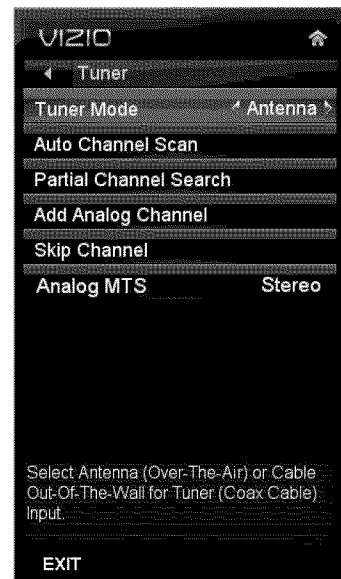 VIZIO
Tuner
Tuner Mode Antenna
Auto Channel Scan
Partial Channel Search
Add Analog Channel
Skip Channel
Analog MTS Stereo
Select Antenna (Over-The-Air) or Cable
Out-Of-The-Wall for Tuner (Coax Cable)
Input.
EXIT